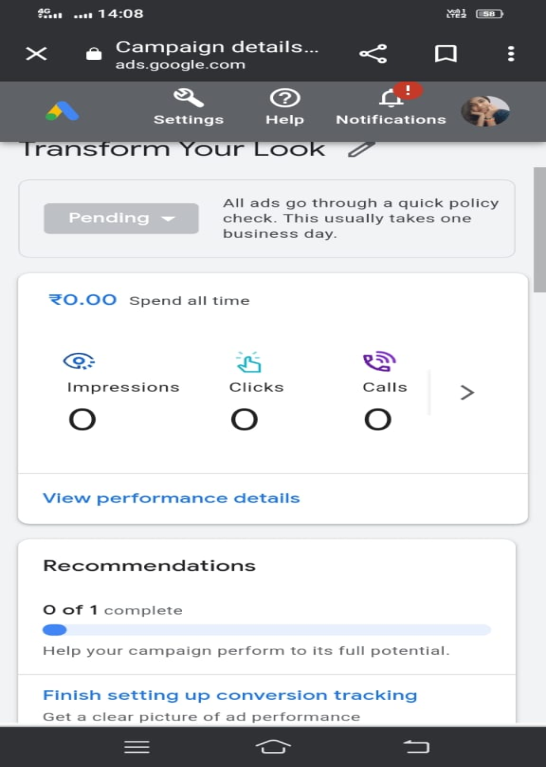 4G 14:08 VoLTE1 LTE2 58
Campaign details...
ads.google.com
Settings Help Notifications !
Transform Your Look
Pending
All ads go through a quick policy
check. This usually takes one
business day.
₹0.00 Spend all time
Impressions Clicks Calls
0 0 0
View performance details
Recommendations
0 of 1 complete
Help your campaign perform to its full potential.
Finish setting up conversion tracking
Get a clear picture of ad performance